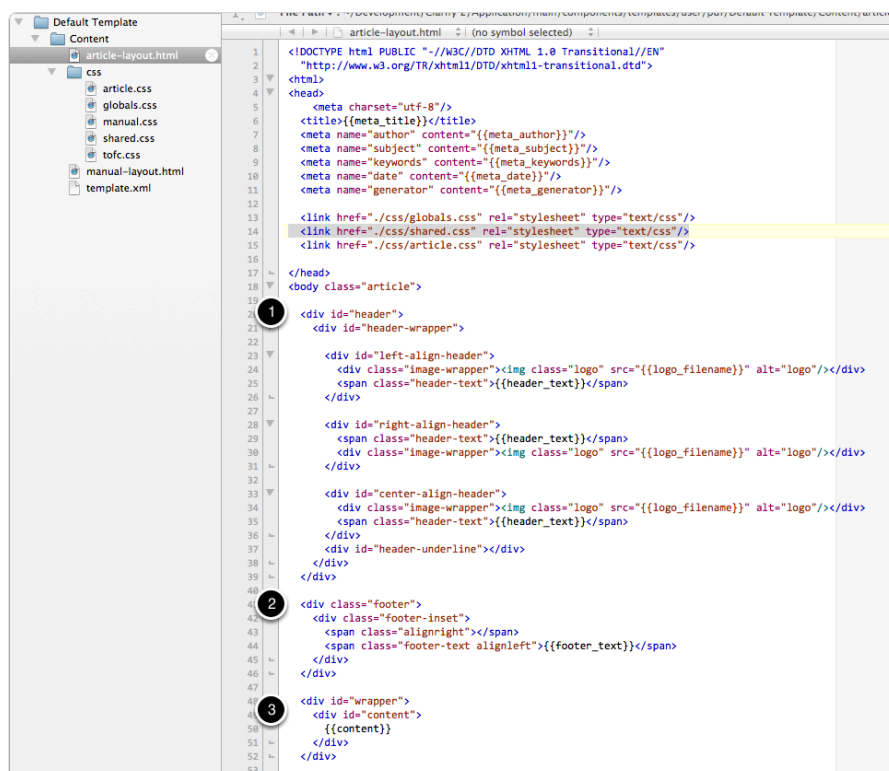 Default Template
Content
article-layout.html
css
article.css
globals.css
manual.css
shared.css
tofc.css
manual-layout.html
template.xml
article-layout.html (no symbol selected)
1 <!DOCTYPE html PUBLIC "-//W3C//DTD XHTML 1.0 Transitional//EN"
2 "http://www.w3.org/TR/xhtml1/DTD/xhtml1-transitional.dtd">
3 <html>
4 <head>
5 <meta charset="utf-8"/>
6 <title>{{meta_title}}</title>
7 <meta name="author" content="{{meta_author}}"/>
8 <meta name="subject" content="{{meta_subject}}"/>
9 <meta name="keywords" content="{{meta_keywords}}"/>
10 <meta name="date" content="{{meta_date}}"/>
11 <meta name="generator" content="{{meta_generator}}"/>
12
13 <link href="./css/globals.css" rel="stylesheet" type="text/css"/>
14 <link href="./css/shared.css" rel="stylesheet" type="text/css"/>
15 <link href="./css/article.css" rel="stylesheet" type="text/css"/>
16
17 </head>
18 <body class="article">
19
1 <div id="header">
21 <div id="header-wrapper">
22
23 <div id="left-align-header">
24 <div class="image-wrapper"><img class="logo" src="{{logo_filename}}" alt="logo"/></div>
25 <span class="header-text">{{header_text}}</span>
26 </div>
27
28 <div id="right-align-header">
29 <span class="header-text">{{header_text}}</span>
30 <div class="image-wrapper"><img class="logo" src="{{logo_filename}}" alt="logo"/></div>
31 </div>
32
33 <div id="center-align-header">
34 <div class="image-wrapper"><img class="logo" src="{{logo_filename}}" alt="logo"/></div>
35 <span class="header-text">{{header_text}}</span>
36 </div>
37 <div id="header-underline"></div>
38 </div>
39 </div>
40
2 <div class="footer">
42 <div class="footer-inset">
43 <span class="alignright"></span>
44 <span class="footer-text alignleft">{{footer_text}}</span>
45 </div>
46 </div>
47
3 <div id="wrapper">
<div id="content">
50 {{content}}
51 </div>
52 </div>
53